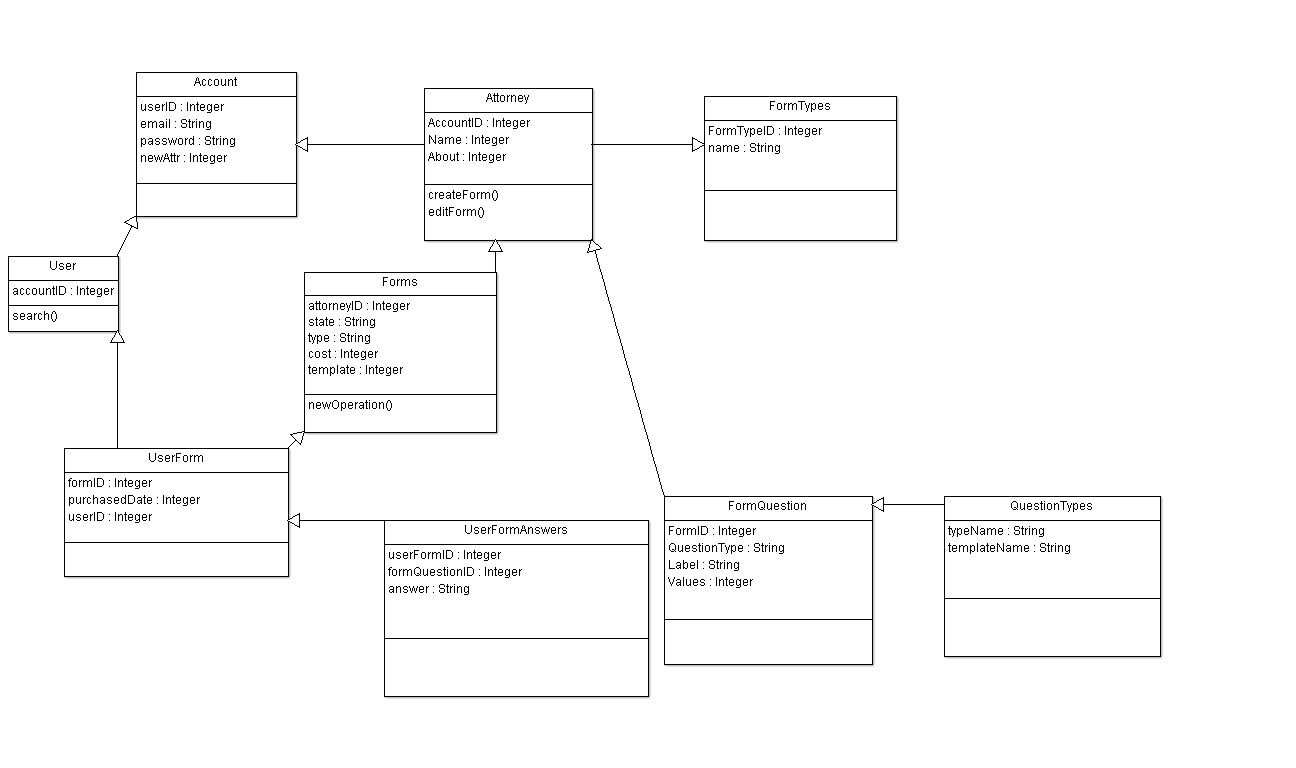 Account
userID : Integer
email : String
password : String
newAttr : Integer
Attorney
AccountID : Integer
Name : Integer
About : Integer
createForm()
editForm()
FormTypes
FormTypeID : Integer
name : String
User
accountID : Integer
search()
Forms
attorneyID : Integer
state : String
type : String
cost : Integer
template : Integer
newOperation()
UserForm
formID : Integer
purchasedDate : Integer
userID : Integer
UserFormAnswers
userFormID : Integer
formQuestionID : Integer
answer : String
FormQuestion
FormID : Integer
QuestionType : String
Label : String
Values : Integer
QuestionTypes
typeName : String
templateName : String